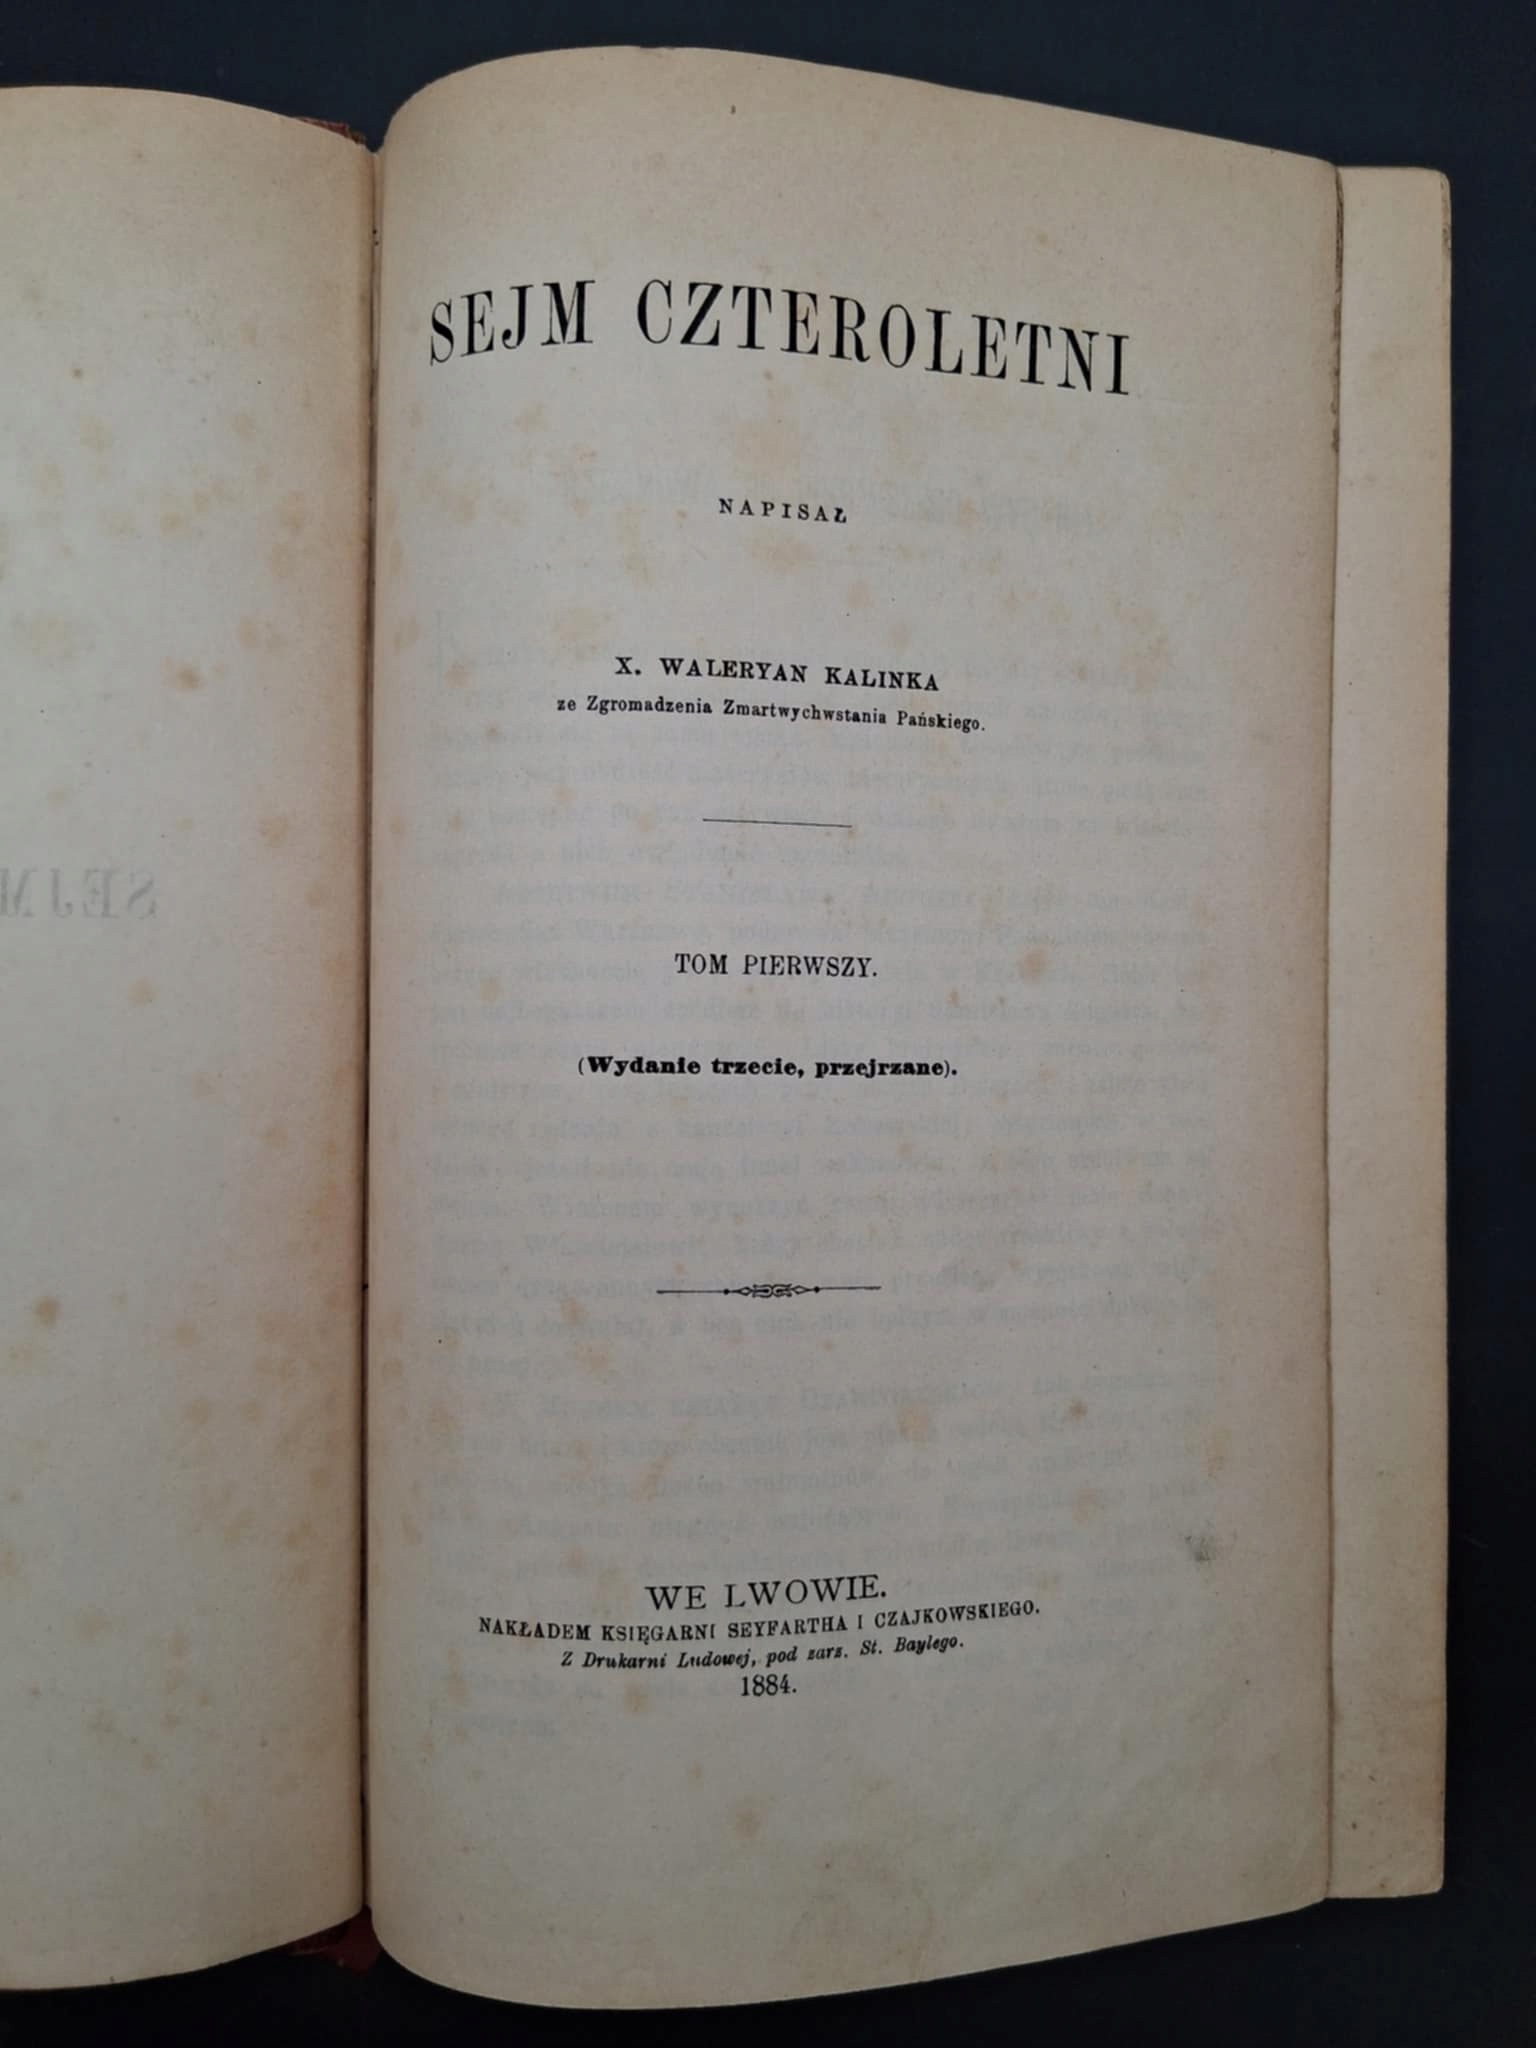 SEJM
SEJM CZTEROLETNI
NAPISAŁ
X. WALERYAN KALINKA
ze Zgromadzenia Zmartwychwstania Pańskiego.
TOM PIERWSZY.
(Wydanie trzecie, przejrzane).
WE LWOWIE.
NAKŁADEM KSIĘGARNI SEYFARTHA I CZAJKOWSKIEGO.
Z Drukarni Ludowej, pod zarz. St. Baylego.
1884.